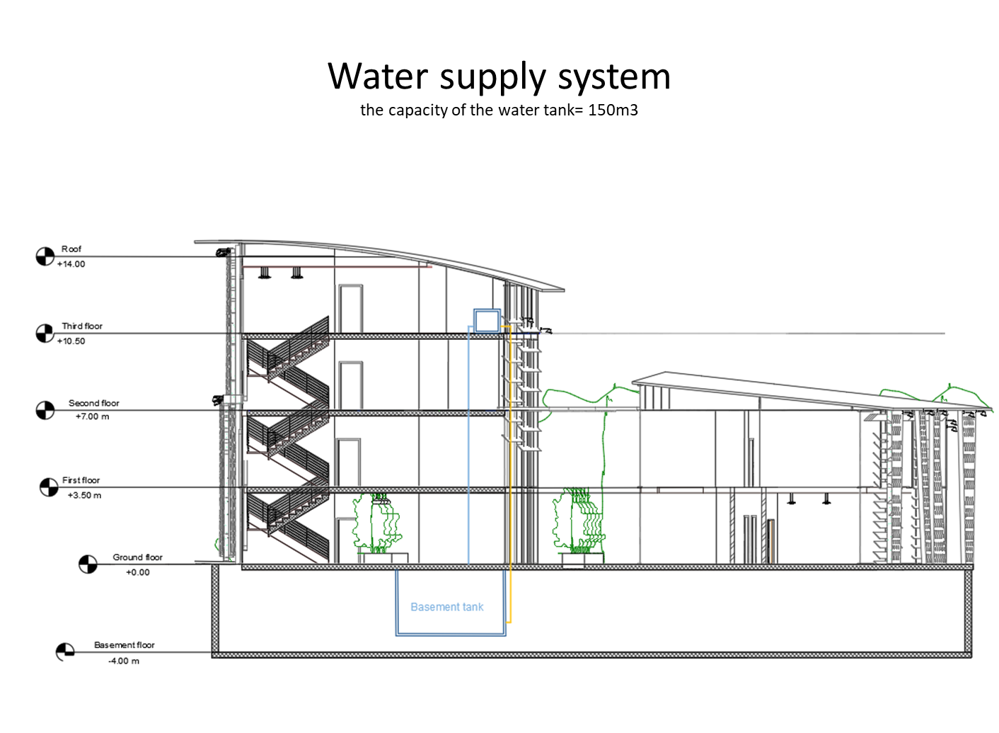 Water supply system
the capacity of the water tank= 150m3
Roof
+14.00
Third floor
+10.50
Second floor
+7.00 m
First floor
+3.50 m
Ground floor
+0.00
Basement tank
Basement floor
-4.00 m